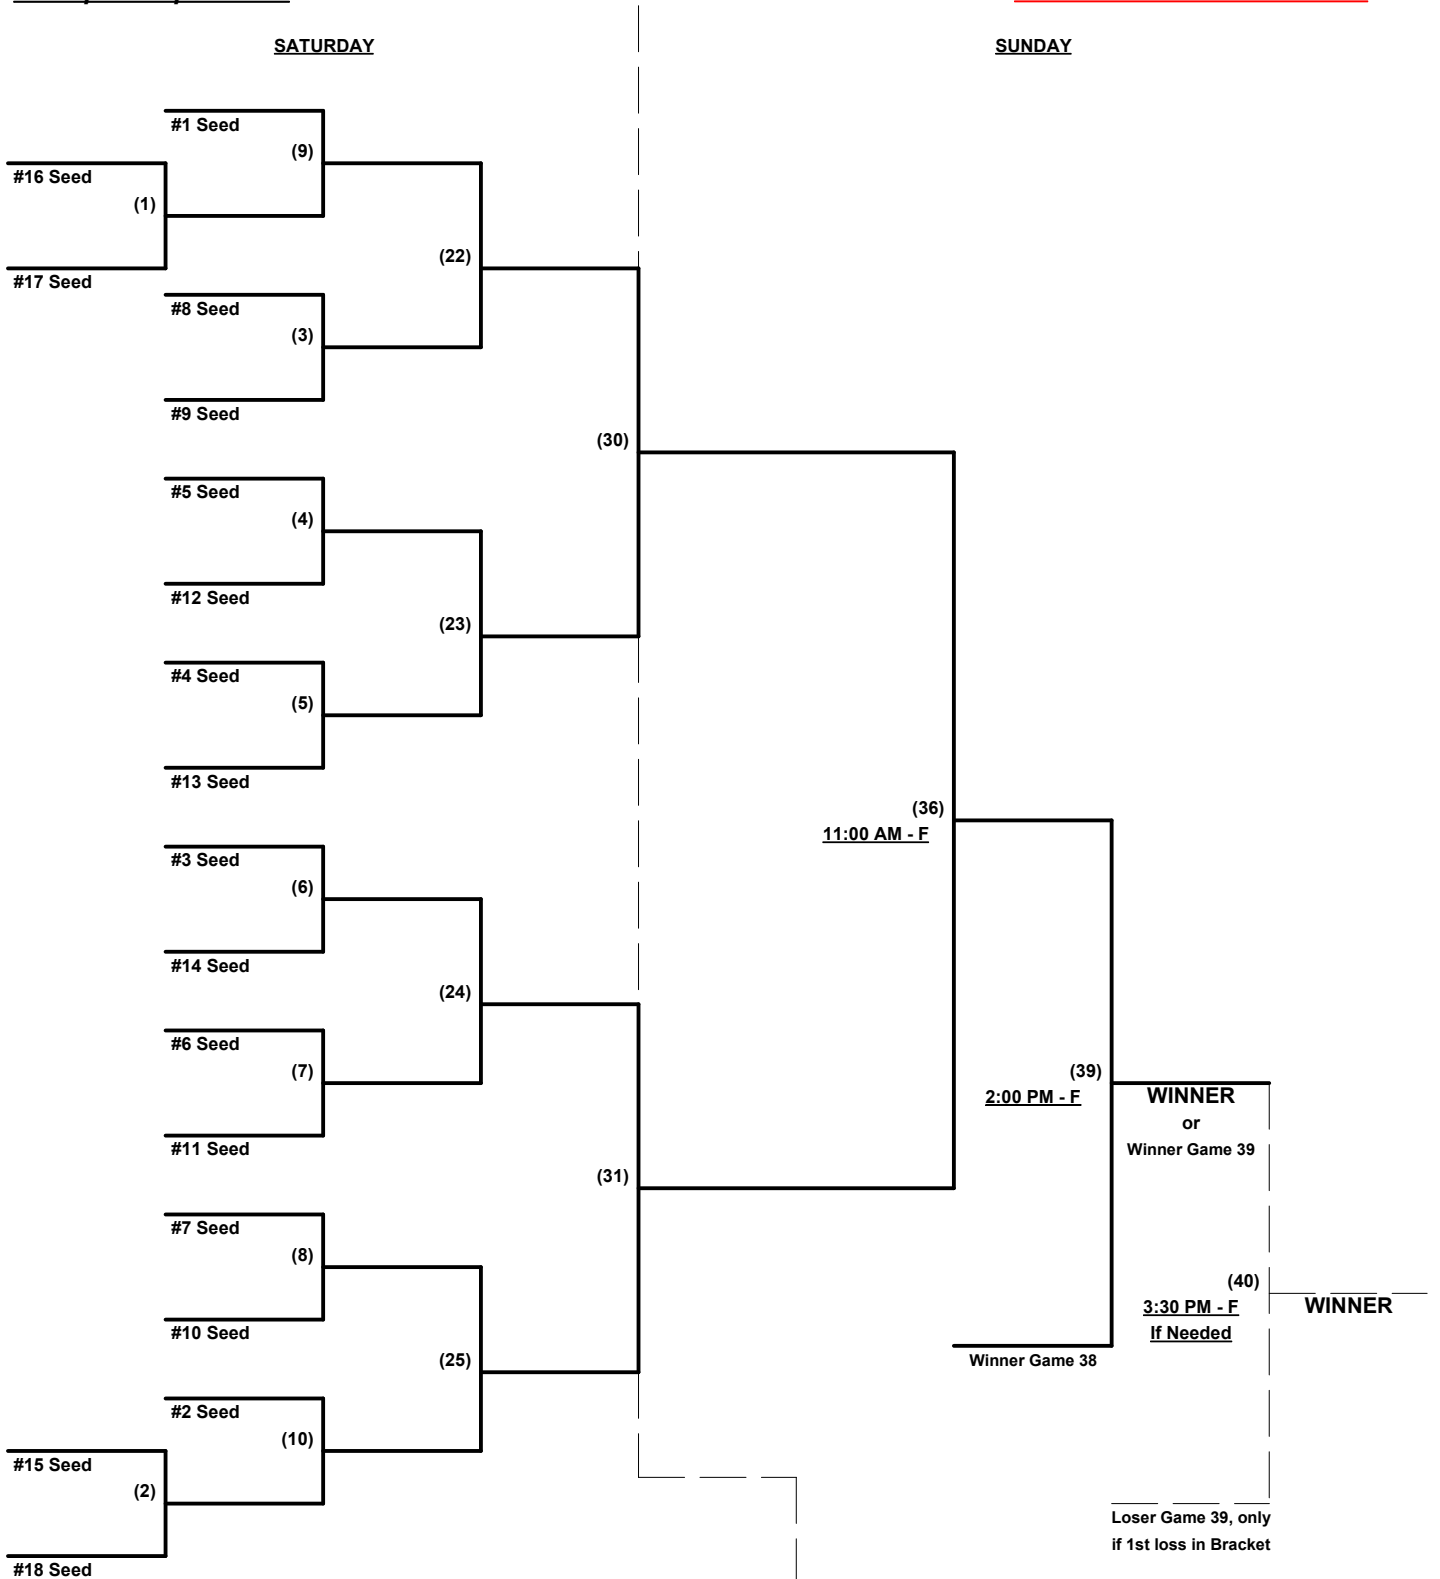 SATURDAY
SUNDAY
#1 Seed
(9)
#16 Seed
(1)
(22)
#17 Seed
#8 Seed
(3)
#9 Seed
(30)
#5 Seed
(4)
#12 Seed
(23)
#4 Seed
(5)
#13 Seed
(36)
11:00 AM - F
#3 Seed
(6)
#14 Seed
(24)
#6 Seed
(7)
(39)
2:00 PM - F
WINNER
or
Winner Game 39
#11 Seed
(31)
#7 Seed
(8)
(40)
3:30 PM - F
If Needed
WINNER
#10 Seed
(25)
Winner Game 38
#2 Seed
(10)
#15 Seed
(2)
Loser Game 39, only
if 1st loss in Bracket
#18 Seed